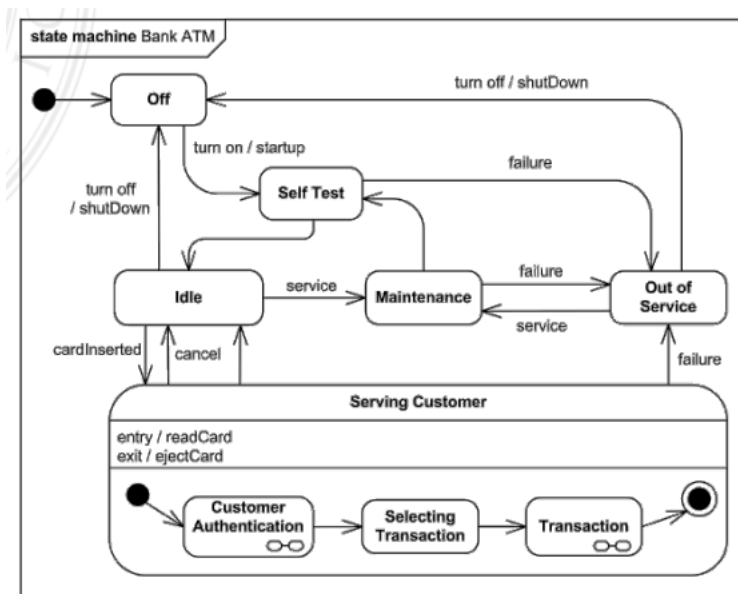 state machine Bank ATM
turn off / shutDown
Off
turn on / startup
failure
Self Test
turn off
/ shutDown
Idle
service
Maintenance
failure
service
Out of
Service
cardInserted
cancel
failure
Serving Customer
entry / readCard
exit / ejectCard
Customer
Authentication
Selecting
Transaction
Transaction